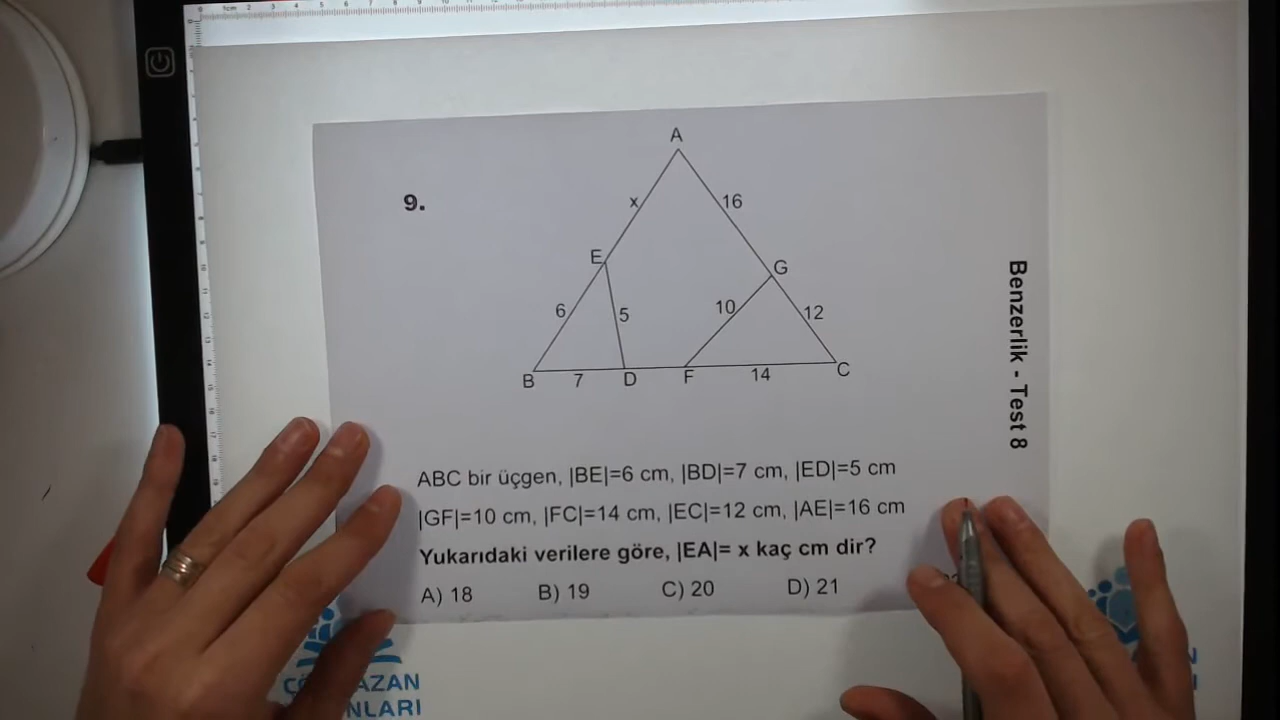 9.
A
x
16
E
G
6
5
10
12
B
7
D
F
14
C
Benzerlik - Test 8
ABC bir üçgen, |BE|=6 cm, |BD|=7 cm, |ED|=5 cm
|GF|=10 cm, |FC|=14 cm, |EC|=12 cm, |AE|=16 cm
Yukarıdaki verilere göre, |EA|= x kaç cm dir?
A) 18 B) 19 C) 20 D) 21
AZAN
NLARI